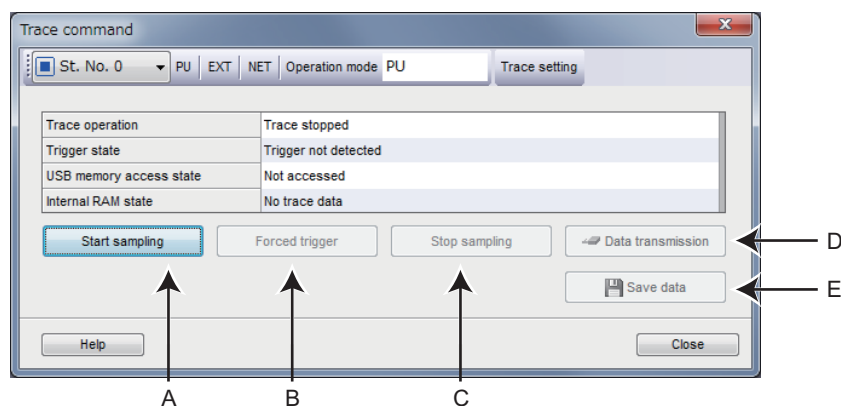 Trace command
St. No. 0 PU EXT NET Operation mode PU Trace setting
Trace operation Trace stopped
Trigger state Trigger not detected
USB memory access state Not accessed
Internal RAM state No trace data
Start sampling Forced trigger Stop sampling Data transmission D
Save data E
Help Close
A B C